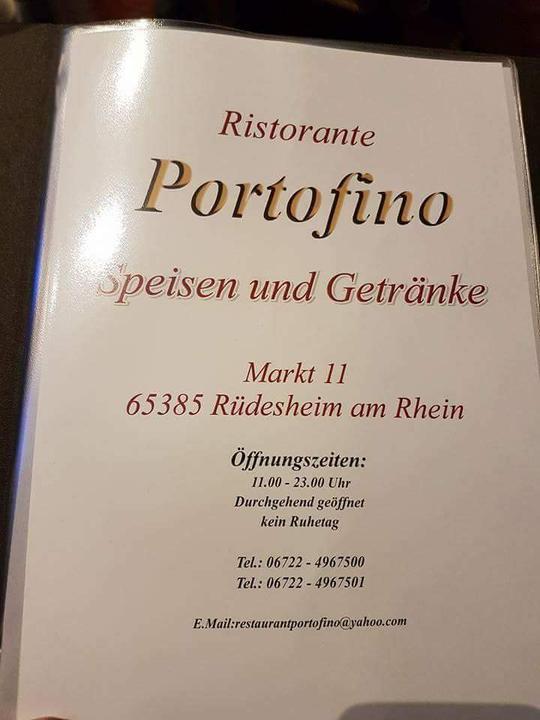 Ristorante
Portofino
Speisen und Getränke
Markt 11
65385 Rüdesheim am Rhein
Öffnungszeiten:
11.00 - 23.00 Uhr
Durchgehend geöffnet
kein Ruhetag
Tel.: 06722 - 4967500
Tel.: 06722 - 4967501
E.Mail:restaurantportofino@yahoo.com